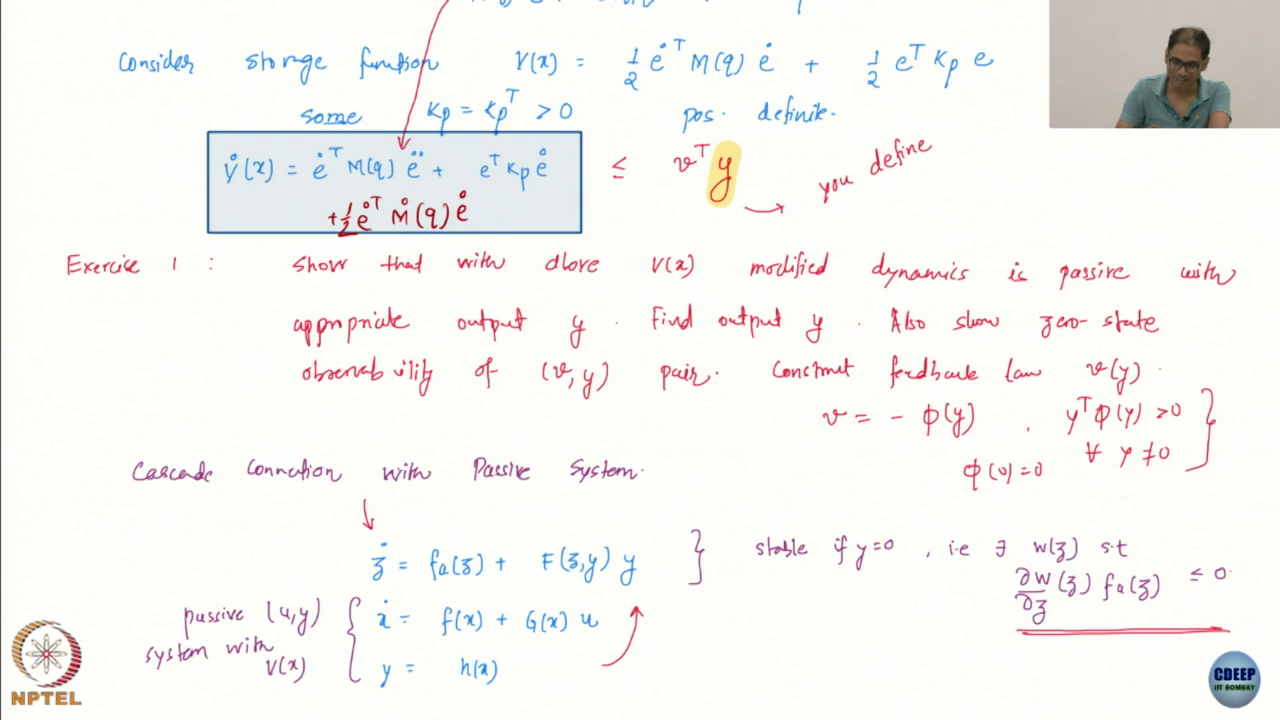 Consider storage function V(x) = 1/2 ė^T M(q) ė + 1/2 e^T Kp e
some Kp = Kp^T > 0 pos. definite.
V̇(x) = ė^T M(q) ë + e^T Kp ė ≤ v^T y → you define
+ 1/2 ė^T Ṁ(q) ė
Exercise 1 : Show that with above V(x) modified dynamics is passive with
appropriate output y. Find output y. Also show zero-state
observability of (v, y) pair. Construct feedback law v(y).
v = - φ(y) , y^T φ(y) > 0 }
φ(0) = 0 ∀ y ≠ 0
Cascade Connection with Passive System.
ż = fa(z) + F(z,y) y } stable if y=0 , i.e ∃ W(z) s.t
∂W/∂z (z) fa(z) ≤ 0.
passive (u,y) { ẋ = f(x) + G(x) u
system with
V(x) y = h(x)
NPTEL
CDEEP
IIT BOMBAY